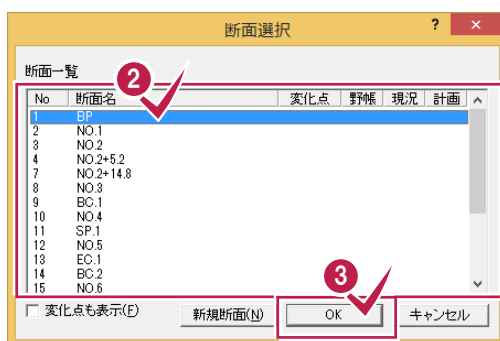 断面選択 ? ×
断面一覧
2
No 断面名 変化点 野帳 現況 計画
1 BP
2 NO.1
3 NO.2
4 NO.2+5.2
7 NO.2+14.8
8 NO.3
9 BC.1
10 NO.4
11 SP.1
12 NO.5
13 EC.1
14 BC.2
15 NO.6
3
変化点も表示(F) 新規断面(N) OK キャンセル